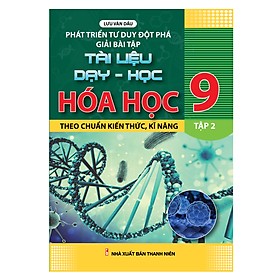 LƯU VĂN DẦU
PHÁT TRIỂN TƯ DUY ĐỘT PHÁ
GIẢI BÀI TẬP
TÀI LIỆU
DẠY - HỌC
HÓA HỌC 9
THEO CHUẨN KIẾN THỨC, KĨ NĂNG
TẬP 2
NHÀ XUẤT BẢN THANH NIÊN